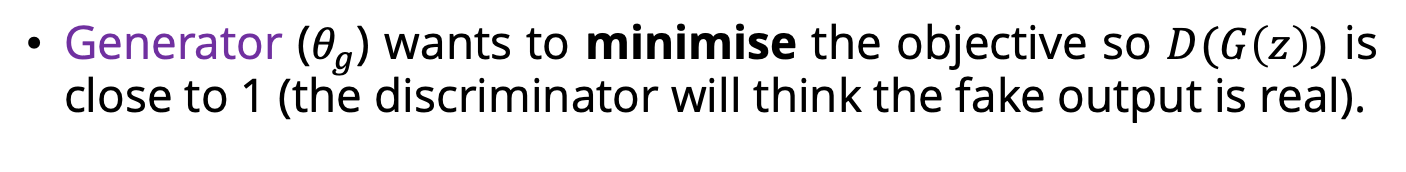 • Generator (θg) wants to minimise the objective so D(G(z)) is
close to 1 (the discriminator will think the fake output is real).